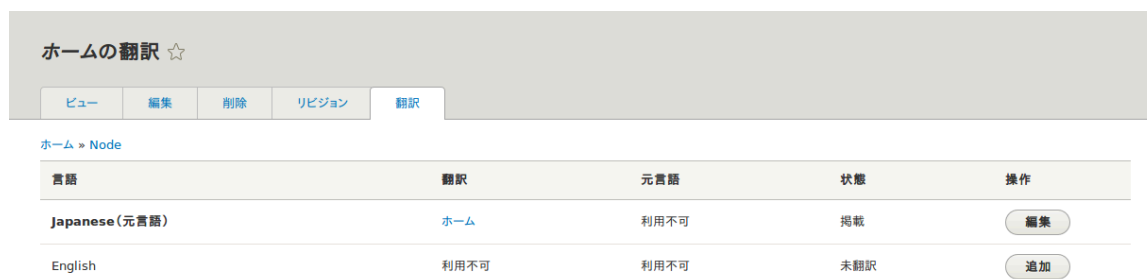 ホームの翻訳
ビュー 編集 削除 リビジョン 翻訳
ホーム » Node
言語 翻訳 元言語 状態 操作
Japanese(元言語) ホーム 利用不可 掲載 編集
English 利用不可 利用不可 未翻訳 追加